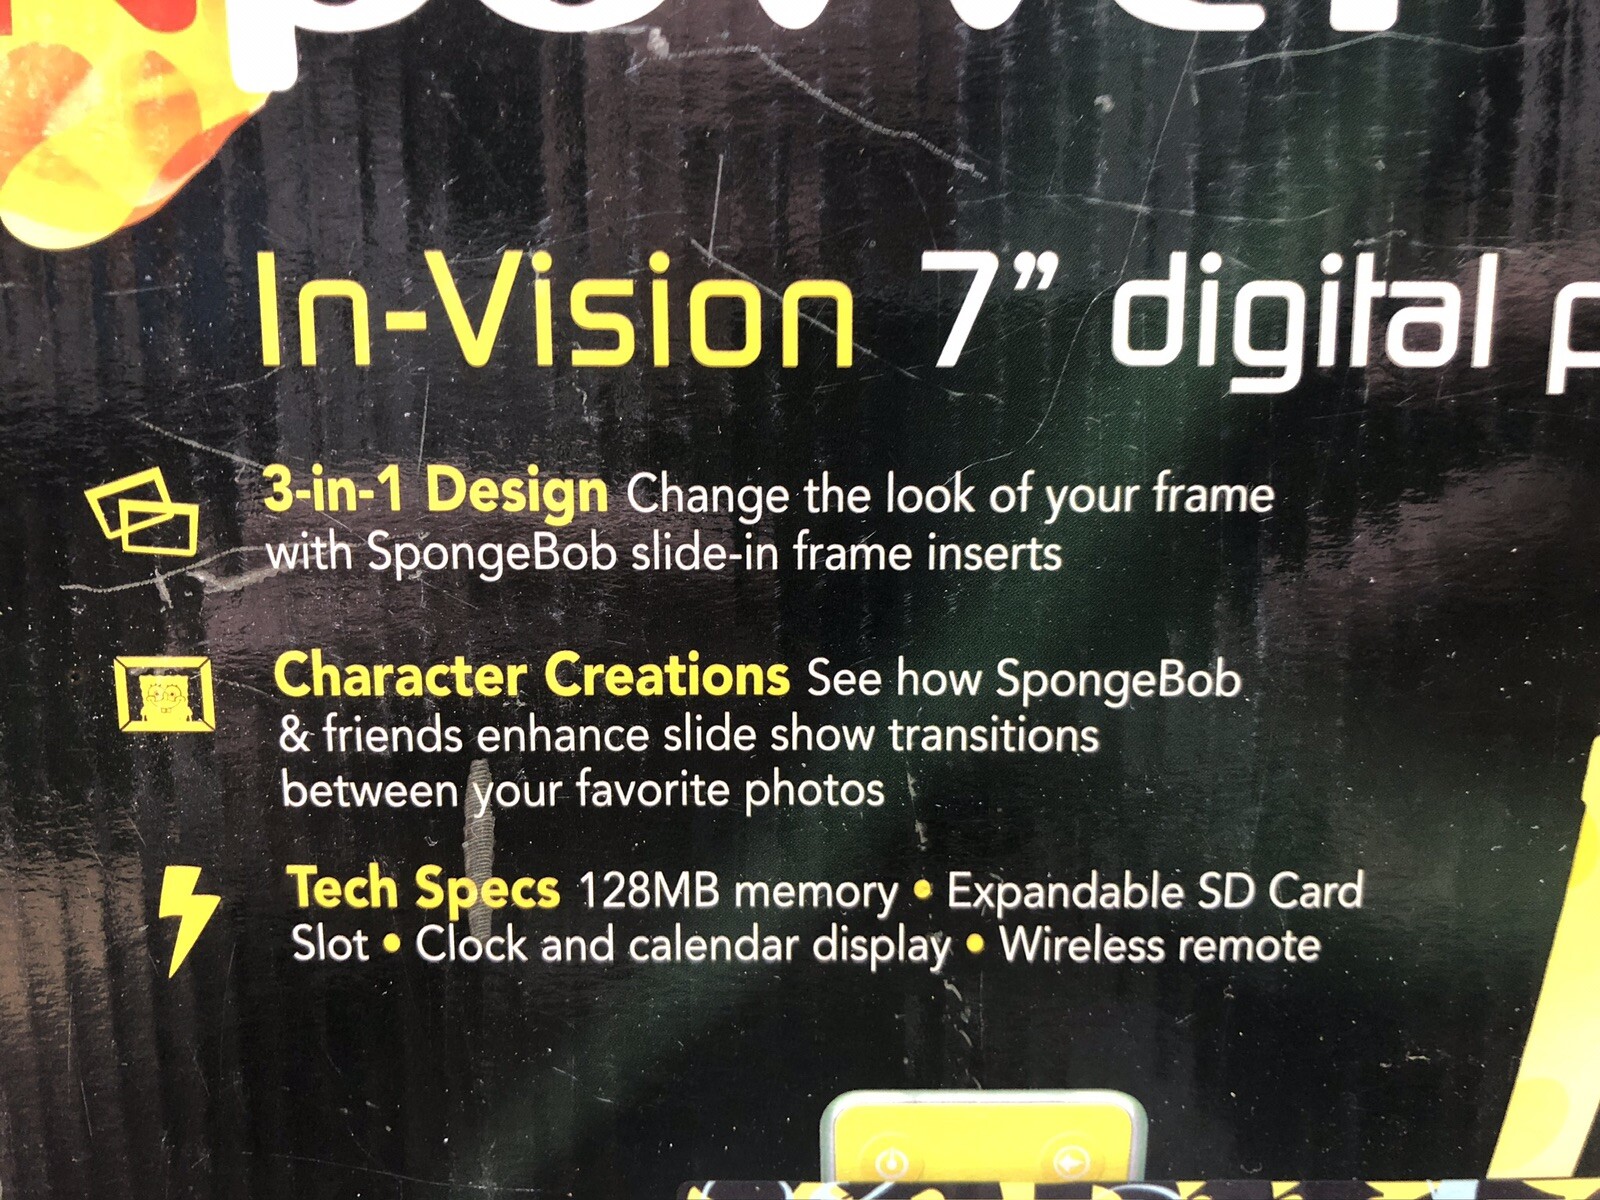 power
In-Vision 7” digital p
3-in-1 Design Change the look of your frame
with SpongeBob slide-in frame inserts
Character Creations See how SpongeBob
& friends enhance slide show transitions
between your favorite photos
Tech Specs 128MB memory • Expandable SD Card
Slot • Clock and calendar display • Wireless remote